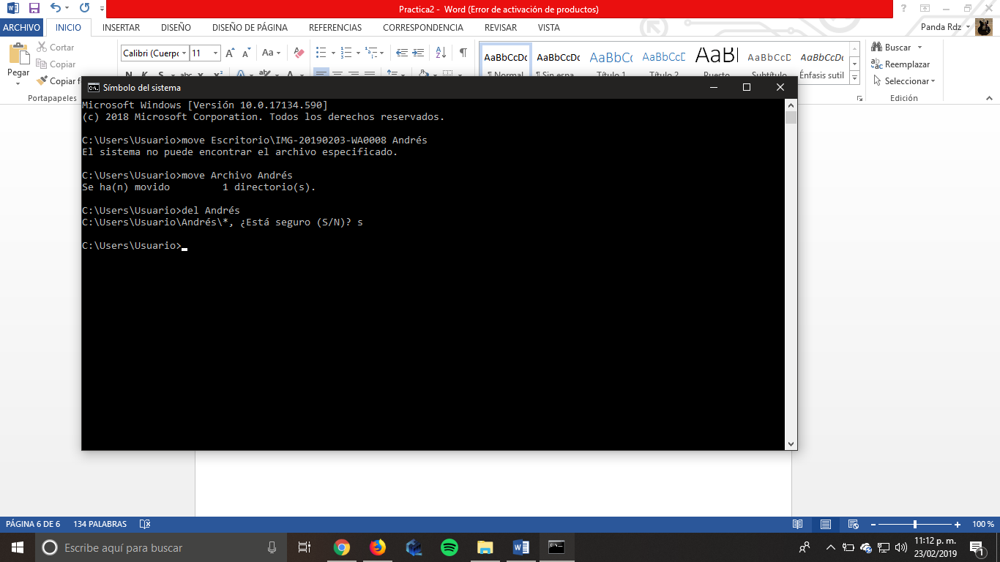 Practica2 - Word (Error de activación de productos)
ARCHIVO INICIO INSERTAR DISEÑO DISEÑO DE PÁGINA REFERENCIAS CORRESPONDENCIA REVISAR VISTA Panda Rdz
Pegar
Cortar
Copiar
Copiar f
Portapapeles
Calibri (Cuerpo 11
AaBbCcDc AaBbCcDc AaBbCc AaBbCcD AaBb AaBbCcD AaBbCcDc
¶ Normal ¶ Sin espa... Título 1 Título 2 Puesto Subtítulo Énfasis sutil
Buscar
Reemplazar
Seleccionar
Edición
Símbolo del sistema
Microsoft Windows [Versión 10.0.17134.590]
(c) 2018 Microsoft Corporation. Todos los derechos reservados.
C:\Users\Usuario>move Escritorio\IMG-20190203-WA0008 Andrés
El sistema no puede encontrar el archivo especificado.
C:\Users\Usuario>move Archivo Andrés
Se ha(n) movido         1 directorio(s).
C:\Users\Usuario>del Andrés
C:\Users\Usuario\Andrés\*, ¿Está seguro (S/N)? s
C:\Users\Usuario>
PÁGINA 6 DE 6 134 PALABRAS 100 %
Escribe aquí para buscar
11:12 p. m.
23/02/2019
1